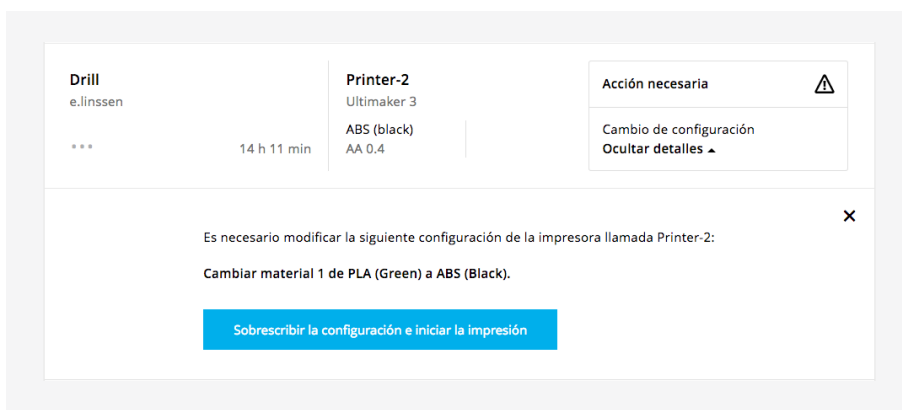 Drill
e.linssen
14 h 11 min
Printer-2
Ultimaker 3
ABS (black)
AA 0.4
Acción necesaria
Cambio de configuración
Ocultar detalles
Es necesario modificar la siguiente configuración de la impresora llamada Printer-2:
Cambiar material 1 de PLA (Green) a ABS (Black).
Sobrescribir la configuración e iniciar la impresión